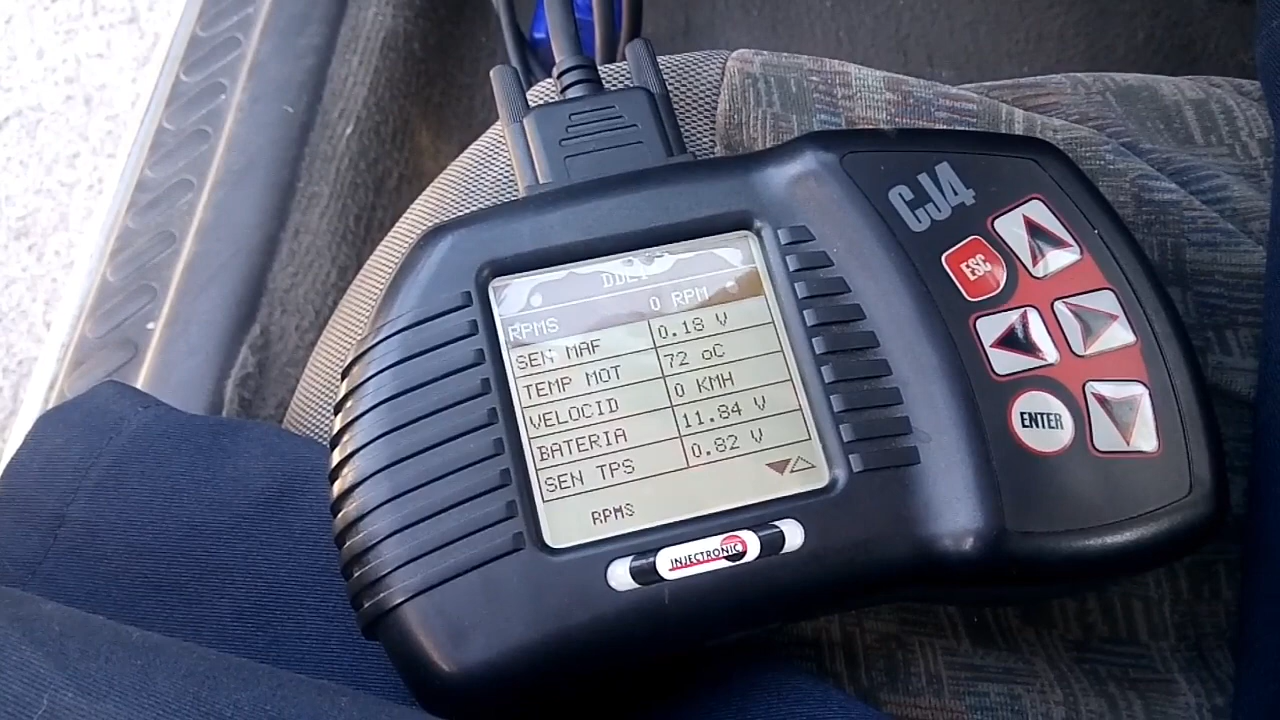 CJ4
ESC
ENTER
RPMS 0 RPM
SEN MAF 0.18 V
TEMP MOT 72 oC
VELOCID 0 KMH
BATERIA 11.84 V
SEN TPS 0.82 V
RPMS
INJECTRONIC